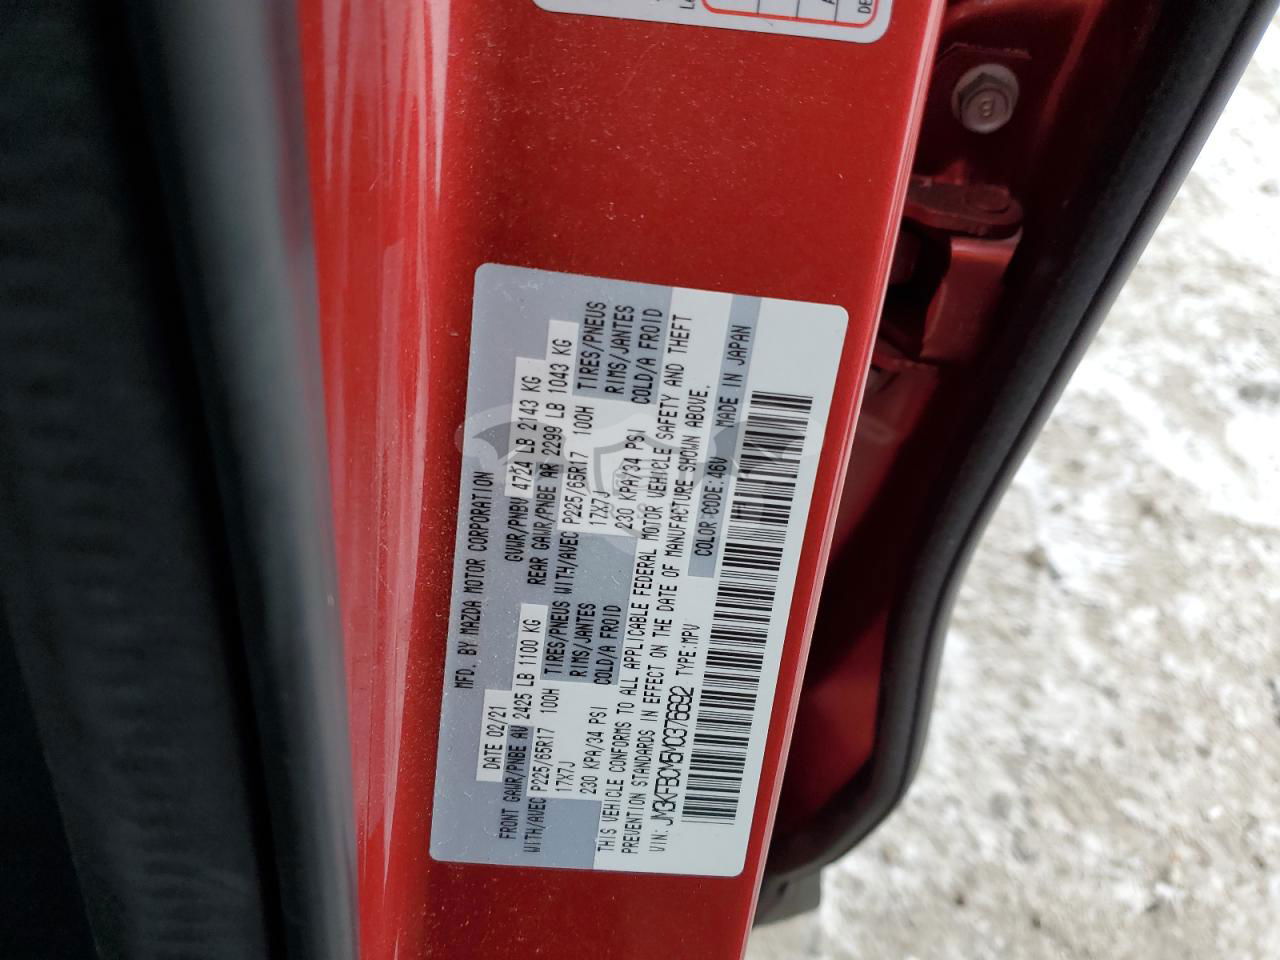 MFD. BY MAZDA MOTOR CORPORATION
DATE 02/21 GVWR/PNBV 4724 LB 2143 KG
FRONT GAWR/PNBE AV 2425 LB 1100 KG REAR GAWR/PNBE AR 2299 LB 1043 KG
WITH/AVEC P225/65R17 100H TIRES/PNEUS WITH/AVEC P225/65R17 100H TIRES/PNEUS
17X7J RIMS/JANTES 17X7J RIMS/JANTES
230 KPA/34 PSI COLD/A FROID 230 KPA/34 PSI COLD/A FROID
THIS VEHICLE CONFORMS TO ALL APPLICABLE FEDERAL MOTOR VEHICLE SAFETY AND THEFT
PREVENTION STANDARDS IN EFFECT ON THE DATE OF MANUFACTURE SHOWN ABOVE.
VIN: JM3KFBCM5M0376692 TYPE:MPV COLOR CODE:46V MADE IN JAPAN